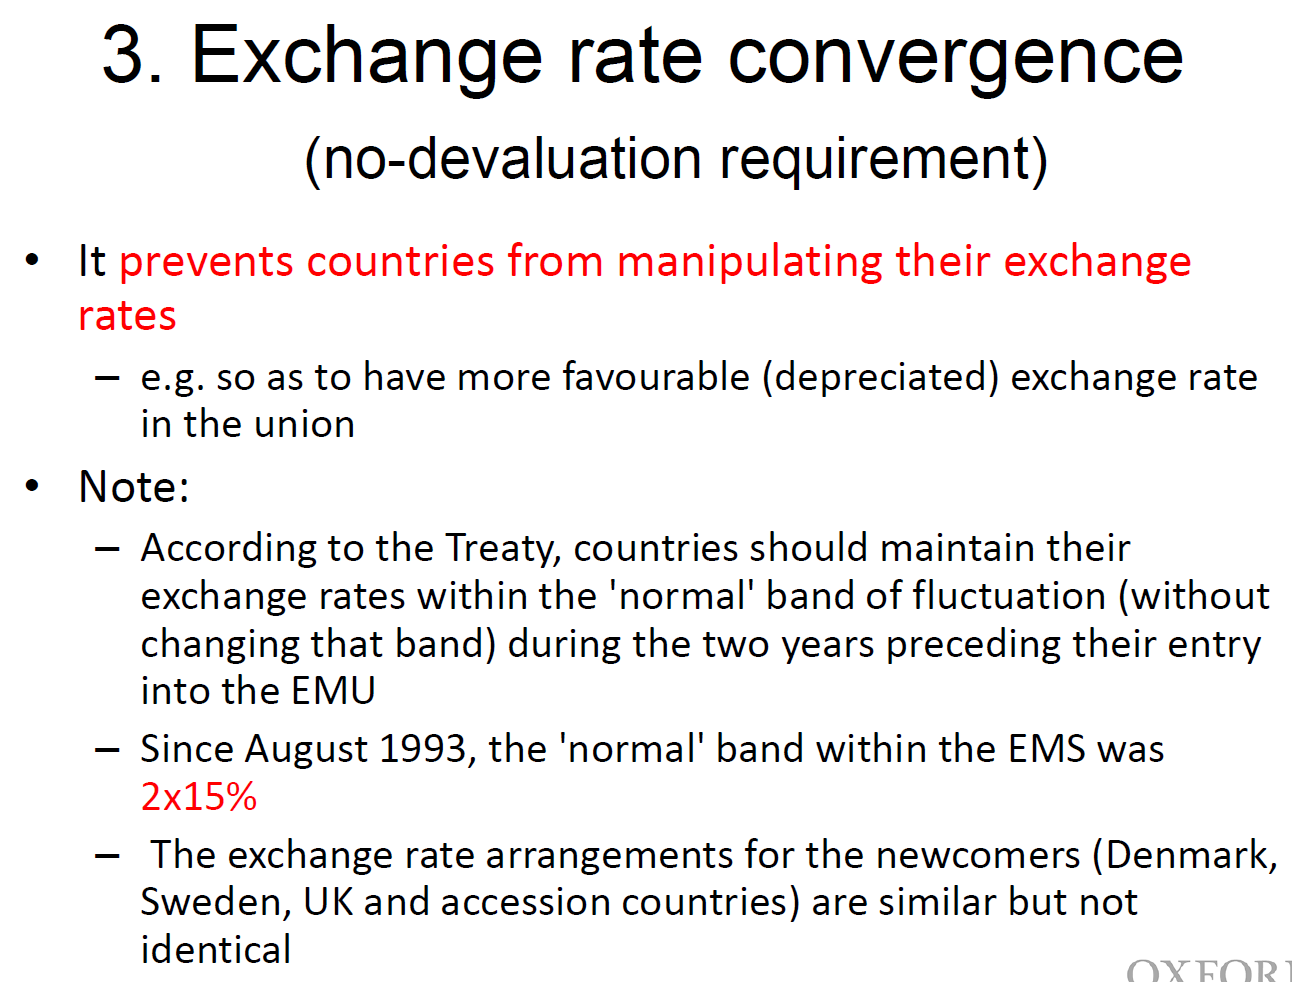 3. Exchange rate convergence
(no-devaluation requirement)
• It prevents countries from manipulating their exchange
rates
– e.g. so as to have more favourable (depreciated) exchange rate
in the union
• Note:
– According to the Treaty, countries should maintain their
exchange rates within the 'normal' band of fluctuation (without
changing that band) during the two years preceding their entry
into the EMU
– Since August 1993, the 'normal' band within the EMS was
2x15%
– The exchange rate arrangements for the newcomers (Denmark,
Sweden, UK and accession countries) are similar but not
identical